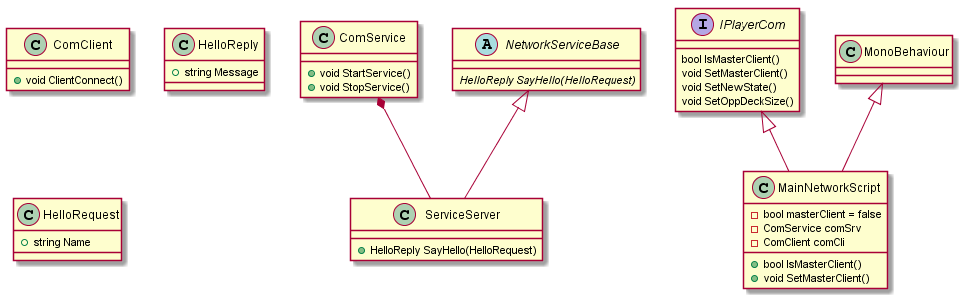 C ComClient
void ClientConnect()
C HelloReply
string Message
C ComService
void StartService()
void StopService()
A NetworkServiceBase
HelloReply SayHello(HelloRequest)
I IPlayerCom
bool IsMasterClient()
void SetMasterClient()
void SetNewState()
void SetOppDeckSize()
C MonoBehaviour
C HelloRequest
string Name
C ServiceServer
HelloReply SayHello(HelloRequest)
C MainNetworkScript
bool masterClient = false
ComService comSrv
ComClient comCli
bool IsMasterClient()
void SetMasterClient()